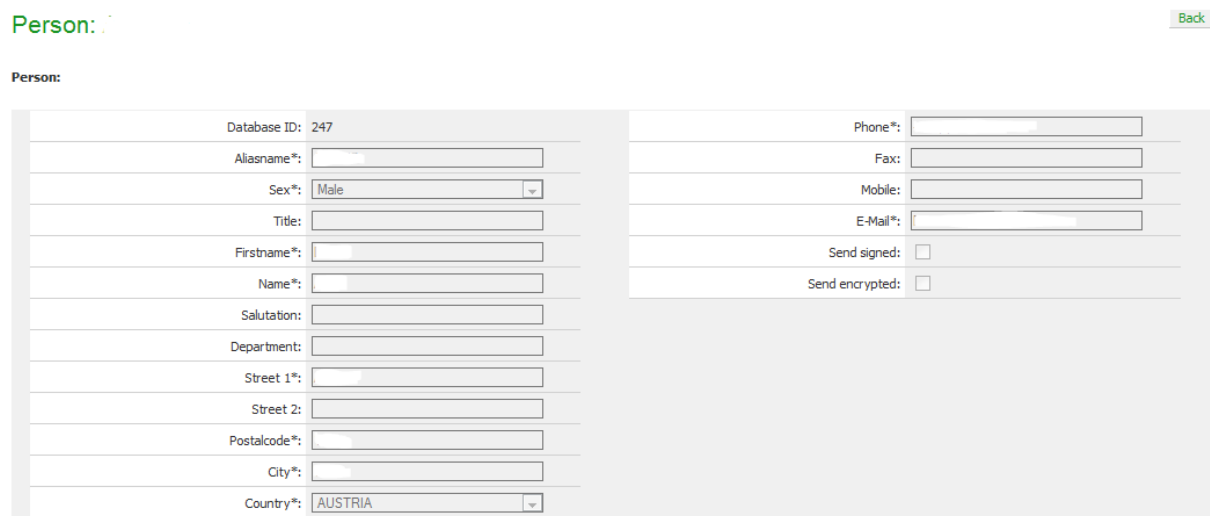 Person:
Back
Person:
Database ID: 247
Aliasname*:
Sex*: Male
Title:
Firstname*:
Name*:
Salutation:
Department:
Street 1*:
Street 2:
Postalcode*:
City*:
Country*: AUSTRIA
Phone*:
Fax:
Mobile:
E-Mail*:
Send signed:
Send encrypted: